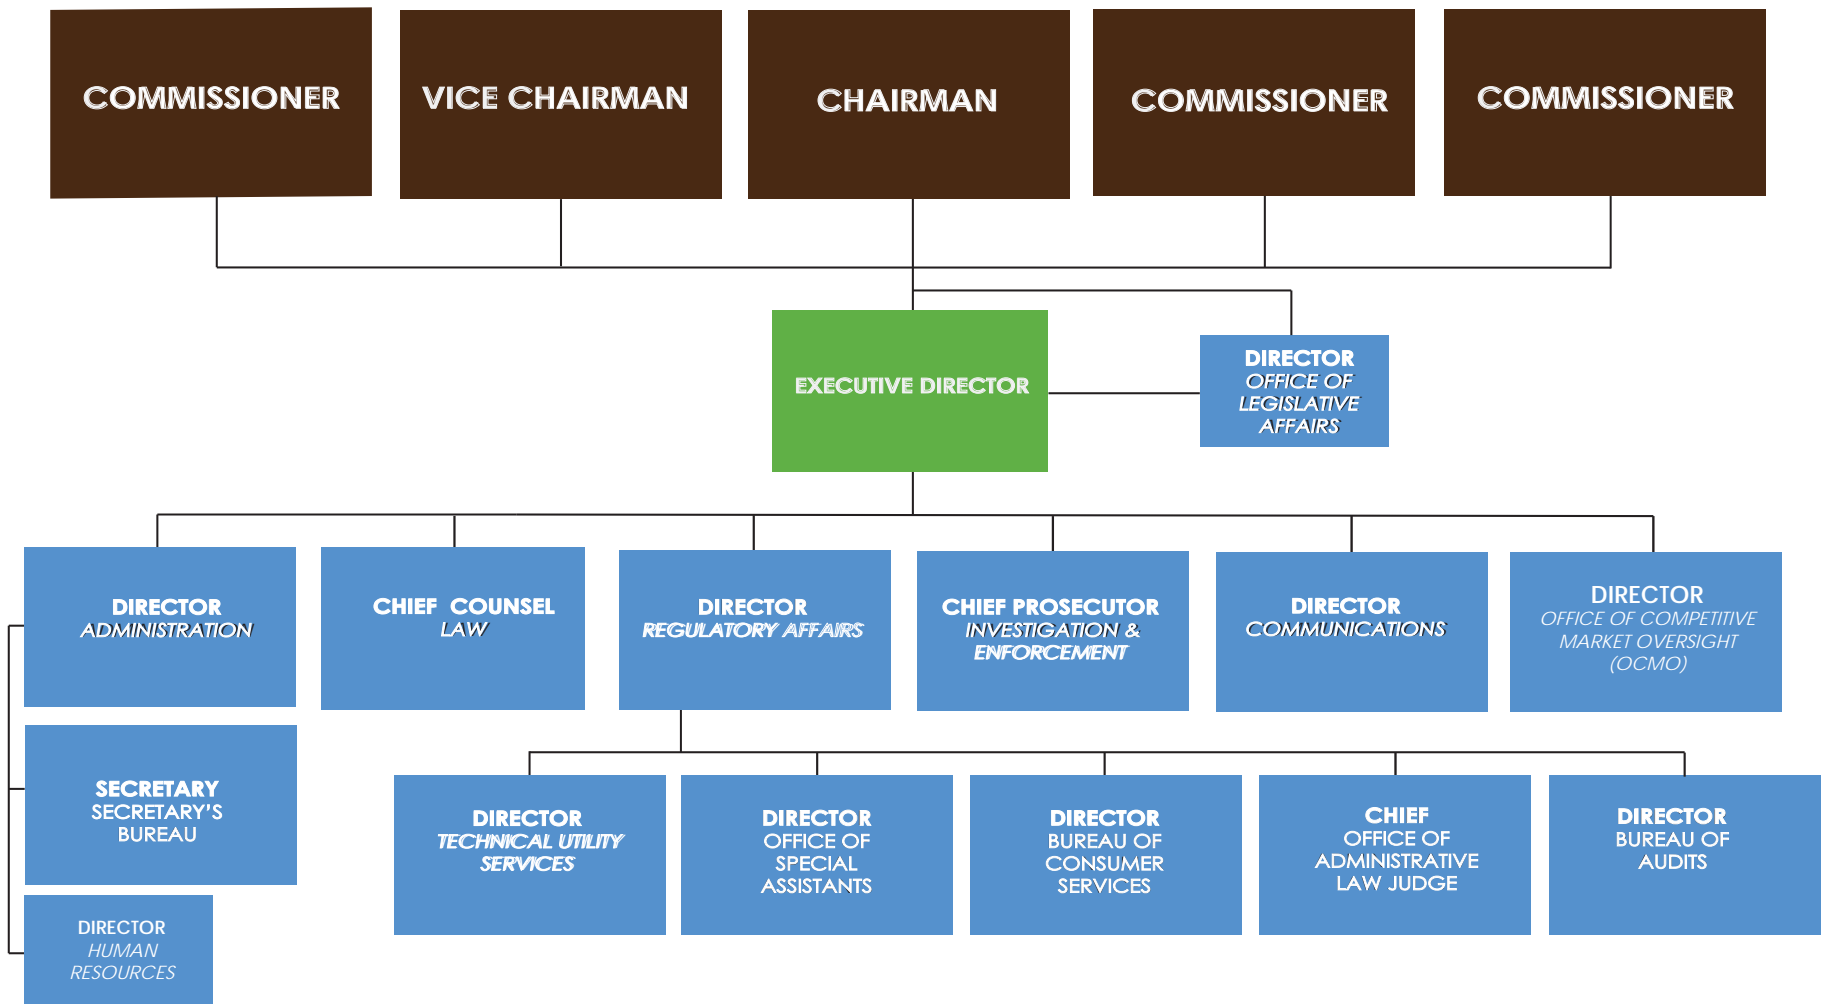 COMMISSIONER
VICE CHAIRMAN
CHAIRMAN
COMMISSIONER
COMMISSIONER
EXECUTIVE DIRECTOR
DIRECTOR
OFFICE OF
LEGISLATIVE
AFFAIRS
DIRECTOR
ADMINISTRATION
CHIEF COUNSEL
LAW
DIRECTOR
REGULATORY AFFAIRS
CHIEF PROSECUTOR
INVESTIGATION &
ENFORCEMENT
DIRECTOR
COMMUNICATIONS
DIRECTOR
OFFICE OF COMPETITIVE
MARKET OVERSIGHT
(OCMO)
SECRETARY
SECRETARY'S
BUREAU
DIRECTOR
TECHNICAL UTILITY
SERVICES
DIRECTOR
OFFICE OF
SPECIAL
ASSISTANTS
DIRECTOR
BUREAU OF
CONSUMER
SERVICES
CHIEF
OFFICE OF
ADMINISTRATIVE
LAW JUDGE
DIRECTOR
BUREAU OF
AUDITS
DIRECTOR
HUMAN
RESOURCES